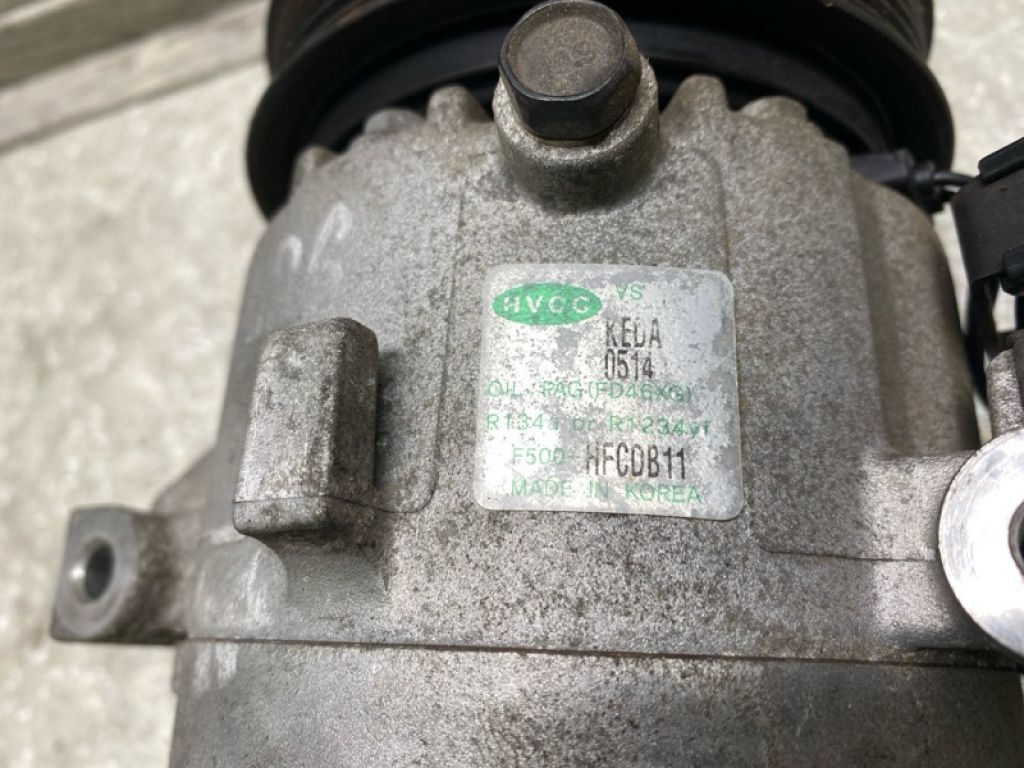 HVCC VS
KEDA
0514
OIL : PAG(FD46XG)
R134a or R1234yf
F500-HFCDB11
MADE IN KOREA